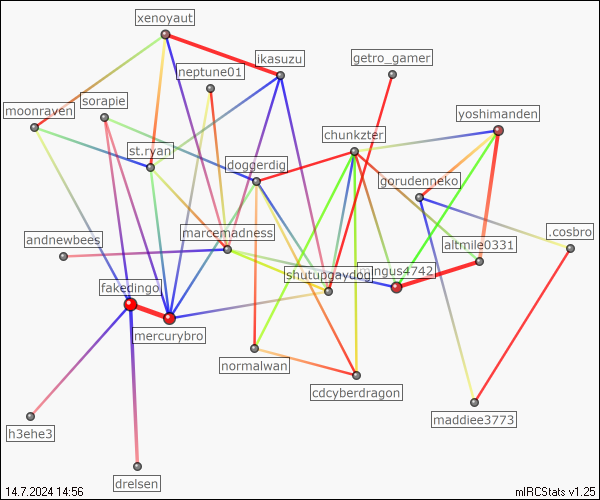 xenoyaut
ikasuzu
getro_gamer
neptune01
sorapie
moonraven
yoshimanden
chunkzter
st.ryan
doggerdig
gorudenneko
marcemadness
.cosbro
andnewbees
altmile0331
shutupgaydog
ngus4742
fakedingo
mercurybro
normalwan
cdcyberdragon
maddiee3773
h3ehe3
drelsen
14.7.2024 14:56
mIRCStats v1.25